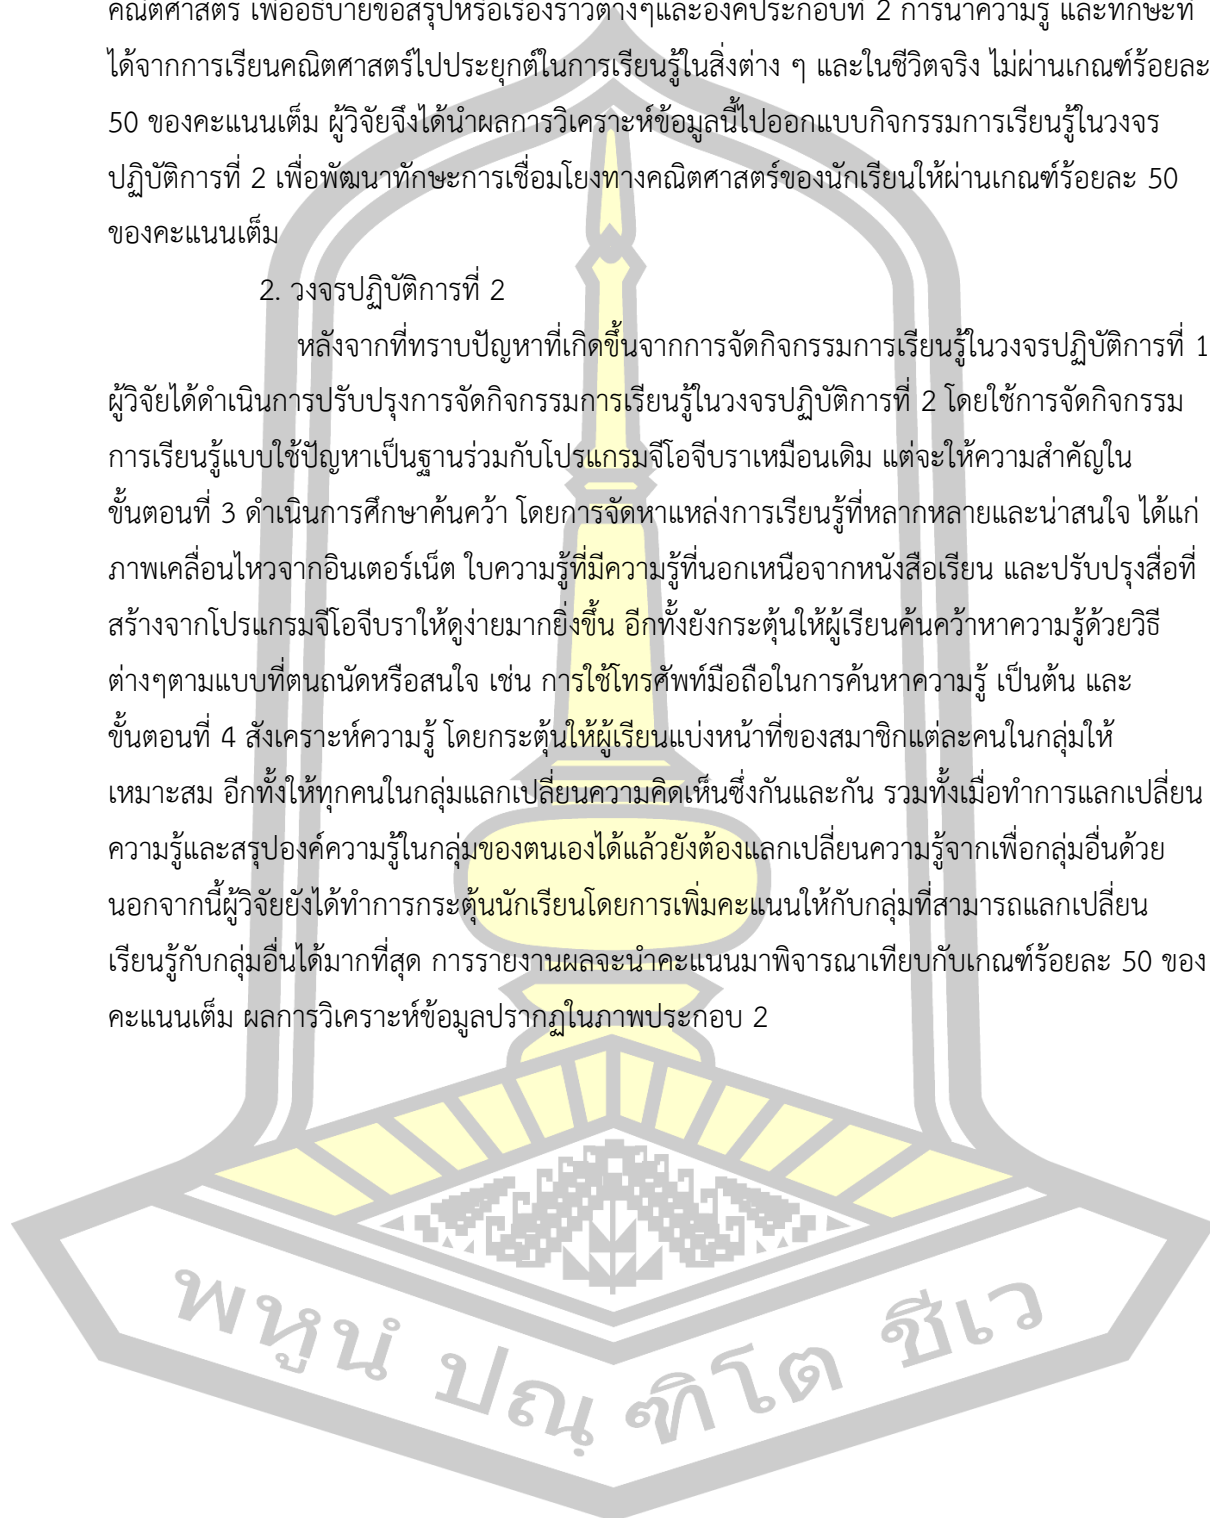 คณิตศาสตร์ เพื่ออธิบายข้อสรุปหรือเรื่องราวต่างๆและองค์ประกอบที่ 2 การนำความรู้ และทักษะที่
ได้จากการเรียนคณิตศาสตร์ไปประยุกต์ในการเรียนรู้ในสิ่งต่าง ๆ และในชีวิตจริง ไม่ผ่านเกณฑ์ร้อยละ
50 ของคะแนนเต็ม ผู้วิจัยจึงได้นำผลการวิเคราะห์ข้อมูลนี้ไปออกแบบกิจกรรมการเรียนรู้ในวงจร
ปฏิบัติการที่ 2 เพื่อพัฒนาทักษะการเชื่อมโยงทางคณิตศาสตร์ของนักเรียนให้ผ่านเกณฑ์ร้อยละ 50
ของคะแนนเต็ม
2. วงจรปฏิบัติการที่ 2
หลังจากที่ทราบปัญหาที่เกิดขึ้นจากการจัดกิจกรรมการเรียนรู้ในวงจรปฏิบัติการที่ 1
ผู้วิจัยได้ดำเนินการปรับปรุงการจัดกิจกรรมการเรียนรู้ในวงจรปฏิบัติการที่ 2 โดยใช้การจัดกิจกรรม
การเรียนรู้แบบใช้ปัญหาเป็นฐานร่วมกับโปรแกรมจีโอจีบราเหมือนเดิม แต่จะให้ความสำคัญใน
ขั้นตอนที่ 3 ดำเนินการศึกษาค้นคว้า โดยการจัดหาแหล่งการเรียนรู้ที่หลากหลายและน่าสนใจ ได้แก่
ภาพเคลื่อนไหวจากอินเตอร์เน็ต ใบความรู้ที่มีความรู้ที่นอกเหนือจากหนังสือเรียน และปรับปรุงสื่อที่
สร้างจากโปรแกรมจีโอจีบราให้ดูง่ายมากยิ่งขึ้น อีกทั้งยังกระตุ้นให้ผู้เรียนค้นคว้าหาความรู้ด้วยวิธี
ต่างๆตามแบบที่ตนถนัดหรือสนใจ เช่น การใช้โทรศัพท์มือถือในการค้นหาความรู้ เป็นต้น และ
ขั้นตอนที่ 4 สังเคราะห์ความรู้ โดยกระตุ้นให้ผู้เรียนแบ่งหน้าที่ของสมาชิกแต่ละคนในกลุ่มให้
เหมาะสม อีกทั้งให้ทุกคนในกลุ่มแลกเปลี่ยนความคิดเห็นซึ่งกันและกัน รวมทั้งเมื่อทำการแลกเปลี่ยน
ความรู้และสรุปองค์ความรู้ในกลุ่มของตนเองได้แล้วยังต้องแลกเปลี่ยนความรู้จากเพื่อกลุ่มอื่นด้วย
นอกจากนี้ผู้วิจัยยังได้ทำการกระตุ้นนักเรียนโดยการเพิ่มคะแนนให้กับกลุ่มที่สามารถแลกเปลี่ยน
เรียนรู้กับกลุ่มอื่นได้มากที่สุด การรายงานผลจะนำคะแนนมาพิจารณาเทียบกับเกณฑ์ร้อยละ 50 ของ
คะแนนเต็ม ผลการวิเคราะห์ข้อมูลปรากฏในภาพประกอบ 2
พหูนํ ปณฺฑิโต ชีเว